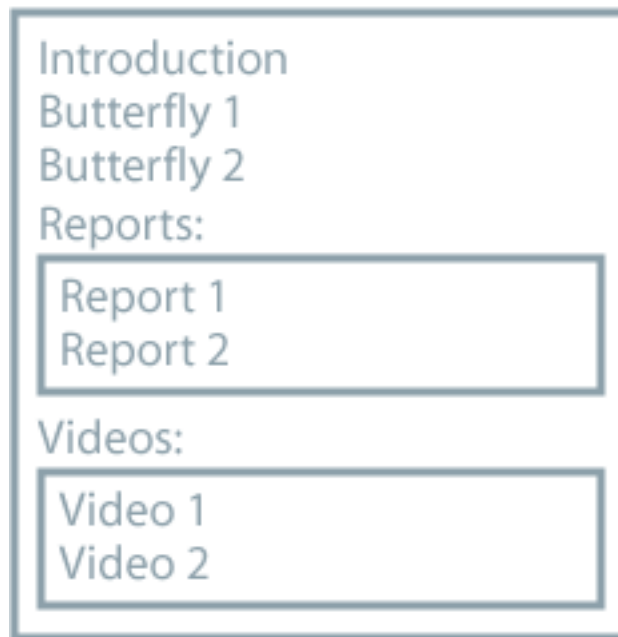 Introduction
Butterfly 1
Butterfly 2
Reports:
Report 1
Report 2
Videos:
Video 1
Video 2